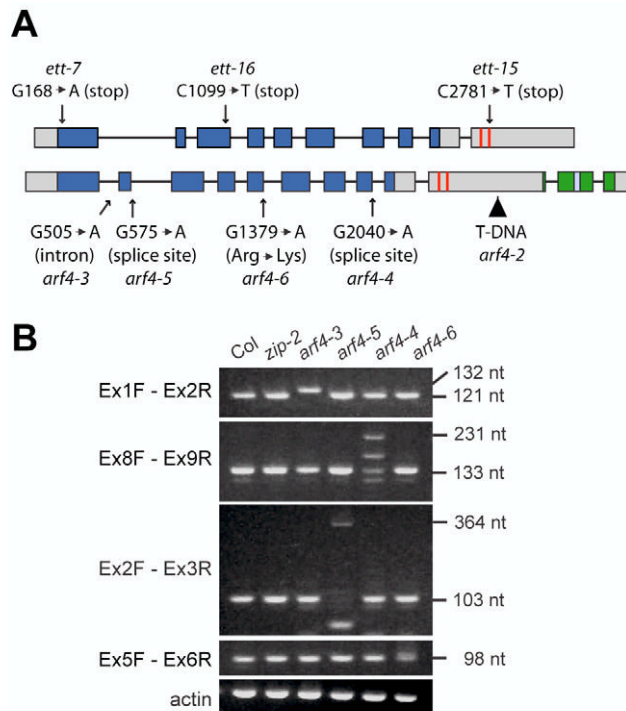 A
ett-7 ett-16 ett-15
G168➤A (stop) C1099➤T (stop) C2781➤T (stop)
G505➤A G575➤A G1379➤A G2040➤A T-DNA
(intron) (splice site) (Arg➤Lys) (splice site) arf4-2
arf4-3 arf4-5 arf4-6 arf4-4
B
Col zip-2 arf4-3 arf4-5 arf4-4 arf4-6
132 nt
Ex1F - Ex2R 121 nt
231 nt
Ex8F - Ex9R 133 nt
364 nt
Ex2F - Ex3R 103 nt
Ex5F - Ex6R 98 nt
actin